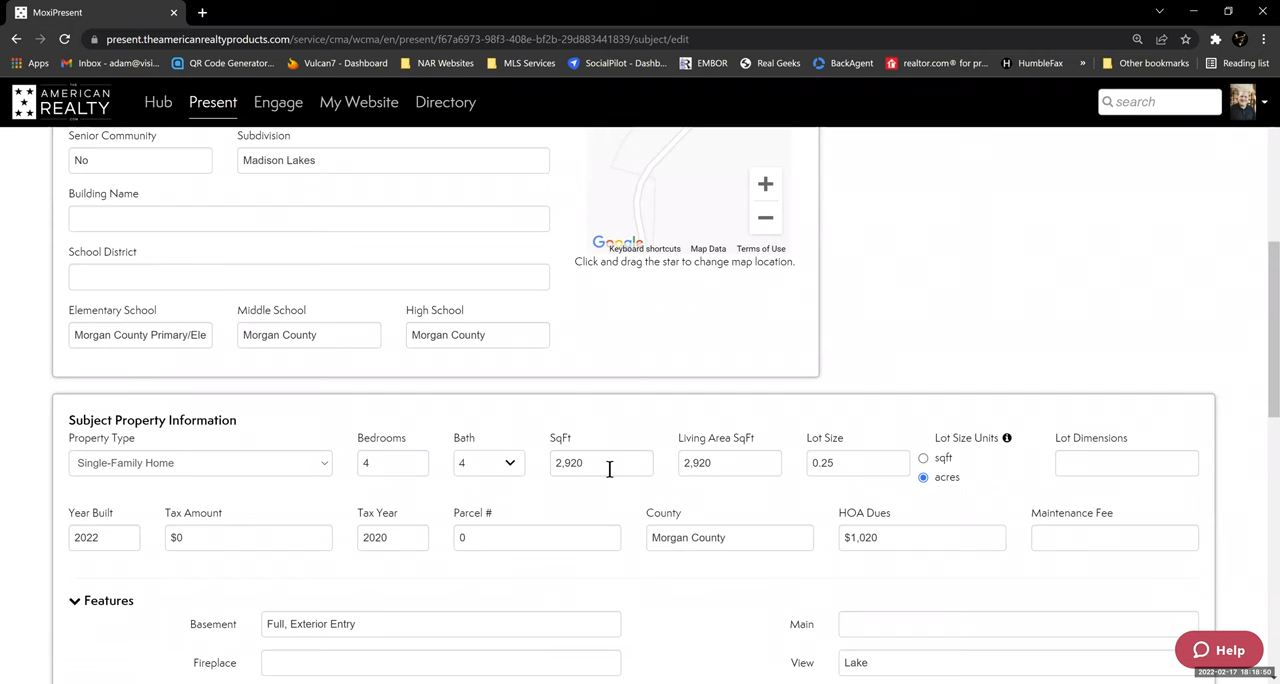 MoxiPresent
present.theamericanrealtyproducts.com/service/cma/wcma/en/present/f67a6973-98f3-408e-bf2b-29d883441839/subject/edit
Apps
Inbox - adam@visi...
QR Code Generator...
Vulcan7 - Dashboard
NAR Websites
MLS Services
SocialPilot - Dashb...
EMBOR
Real Geeks
BackAgent
realtor.com® for pr...
HumbleFax
»
Other bookmarks
Reading list
THE
AMERICAN
REALTY
.COM
Hub
Present
Engage
My Website
Directory
search
Senior Community
Subdivision
No
Madison Lakes
Building Name
School District
Google
Keyboard shortcuts
Map Data
Terms of Use
Click and drag the star to change map location.
Elementary School
Middle School
High School
Morgan County Primary/Ele
Morgan County
Morgan County
Subject Property Information
Property Type
Bedrooms
Bath
SqFt
Living Area SqFt
Lot Size
Lot Size Units
Lot Dimensions
Single-Family Home
4
4
2,920
2,920
0.25
sqft
acres
Year Built
Tax Amount
Tax Year
Parcel #
County
HOA Dues
Maintenance Fee
2022
$0
2020
0
Morgan County
$1,020
Features
Basement
Full, Exterior Entry
Main
Fireplace
View
Lake
Help
2022-02-17 18:18:50